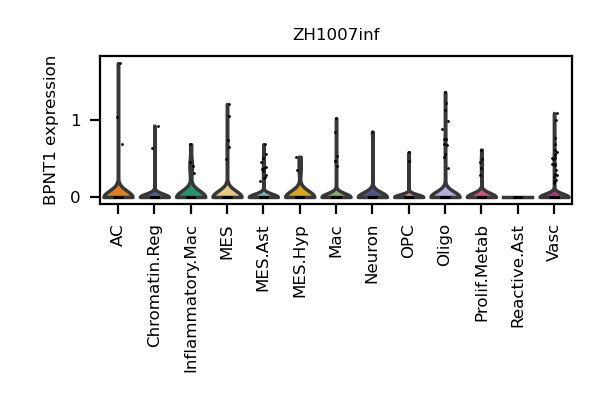 ZH1007inf
BPNT1 expression
1
0
AC
Chromatin.Reg
Inflammatory.Mac
MES
MES.Ast
MES.Hyp
Mac
Neuron
OPC
Oligo
Prolif.Metab
Reactive.Ast
Vasc